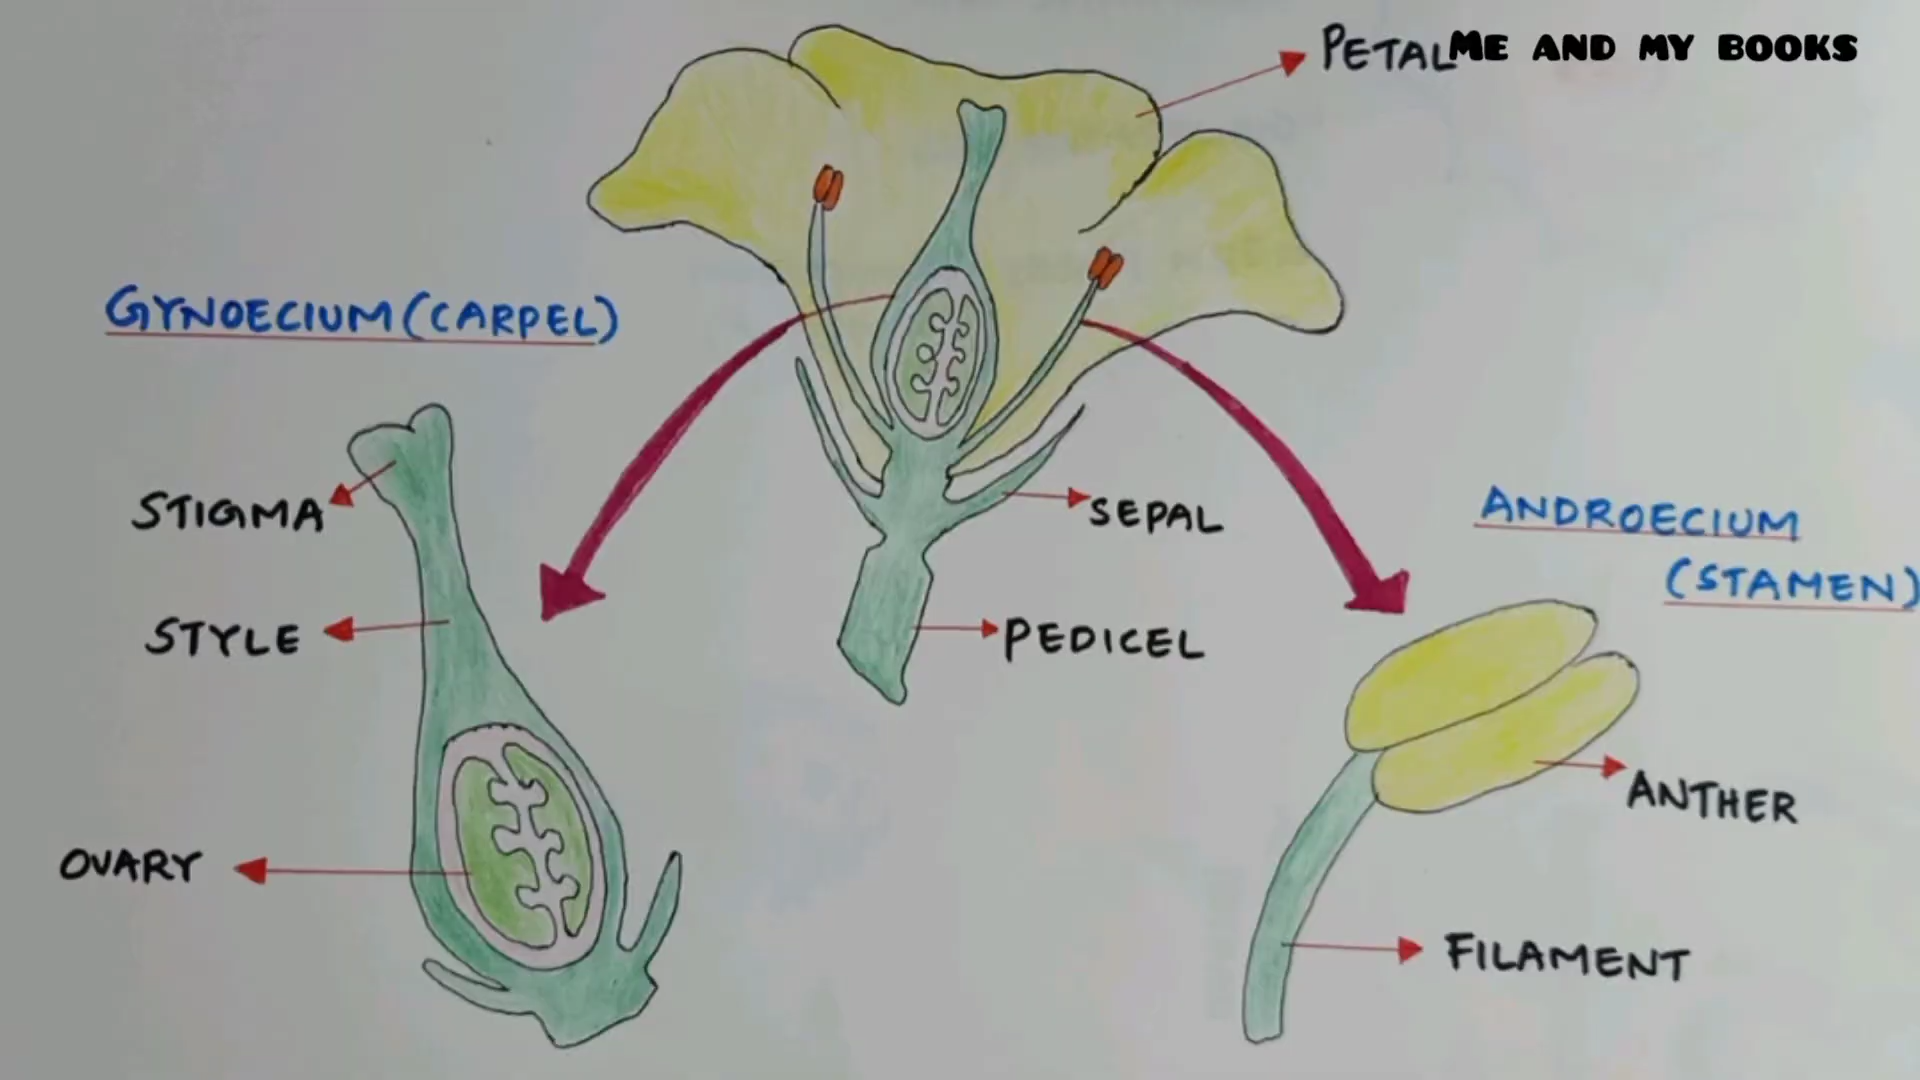 PETAL
ME AND MY BOOKS
GYNOECIUM (CARPEL)
STIGMA
STYLE
OVARY
SEPAL
PEDICEL
ANDROECIUM
(STAMEN)
ANTHER
FILAMENT